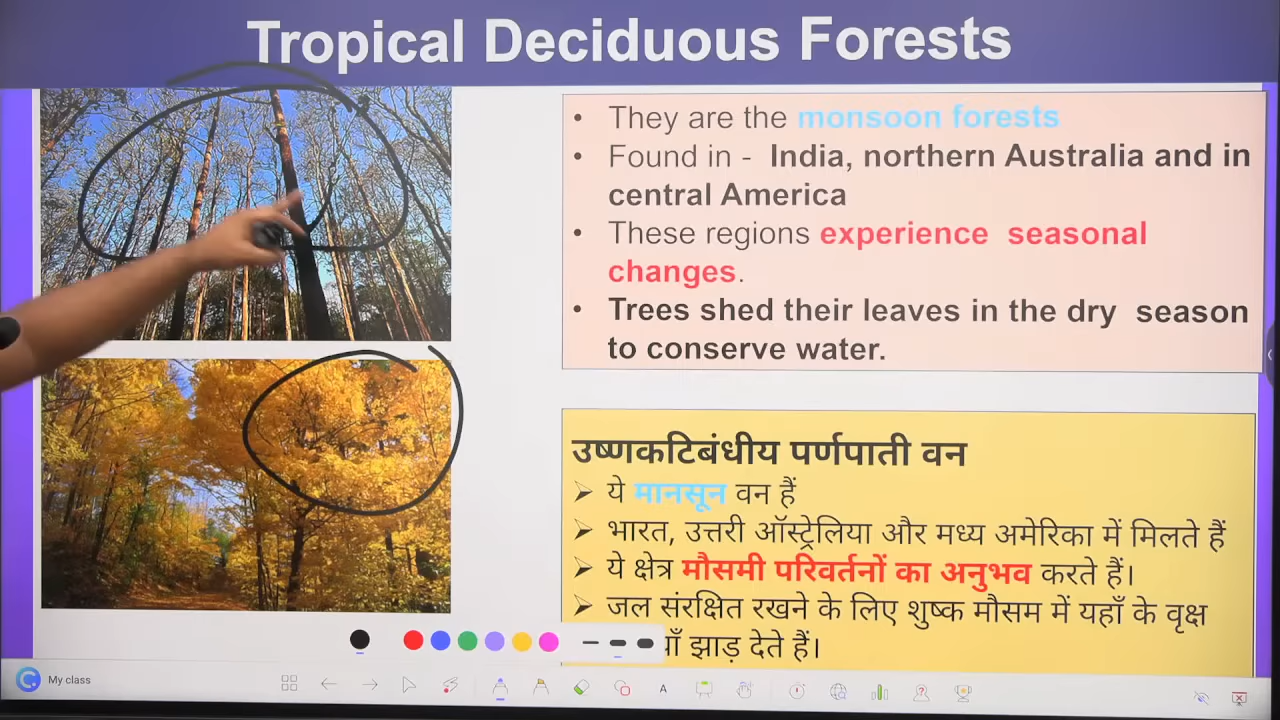 Tropical Deciduous Forests
• They are the monsoon forests
• Found in - India, northern Australia and in
central America
• These regions experience seasonal
changes.
• Trees shed their leaves in the dry season
to conserve water.
उष्णकटिबंधीय पर्णपाती वन
➢ ये मानसून वन हैं
➢ भारत, उत्तरी ऑस्ट्रेलिया और मध्य अमेरिका में मिलते हैं
➢ ये क्षेत्र मौसमी परिवर्तनों का अनुभव करते हैं।
➢ जल संरक्षित रखने के लिए शुष्क मौसम में यहाँ के वृक्ष
झाड़ देते हैं।
My class
A